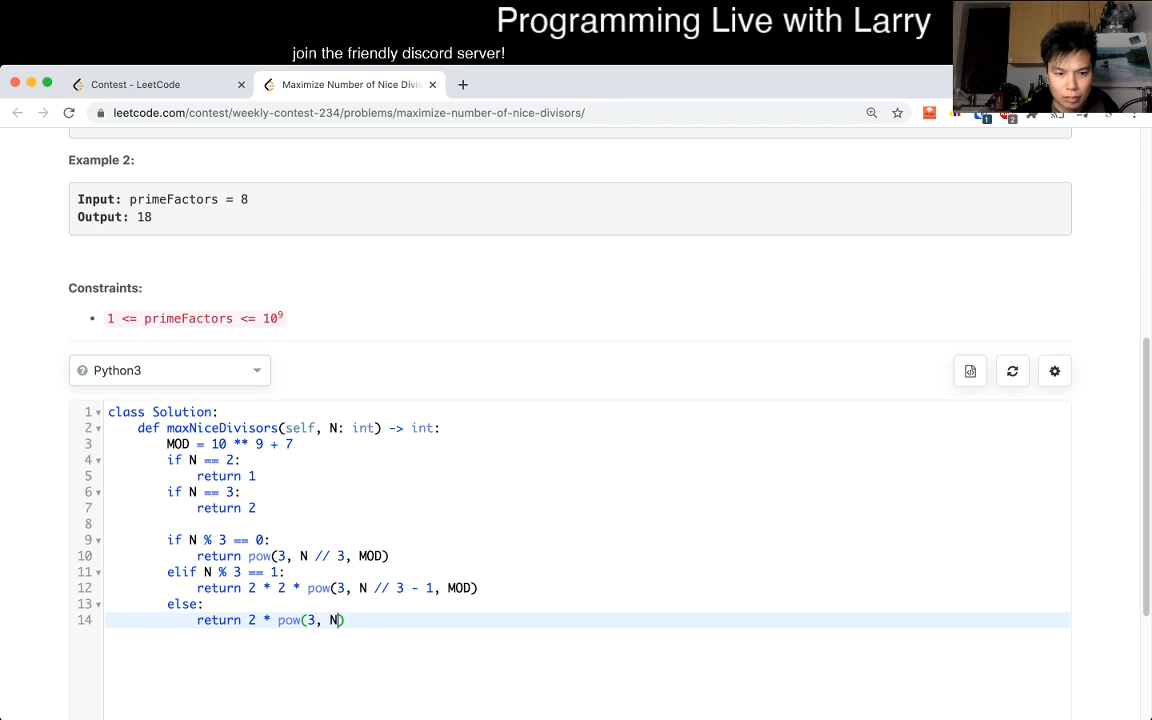 Programming Live with Larry
join the friendly discord server!
Contest - LeetCode
Maximize Number of Nice Divis
leetcode.com/contest/weekly-contest-234/problems/maximize-number-of-nice-divisors/
1
2
Example 2:
Input: primeFactors = 8
Output: 18
Constraints:
1 <= primeFactors <= 10⁹
Python3
1 class Solution:
2 def maxNiceDivisors(self, N: int) -> int:
3 MOD = 10 ** 9 + 7
4 if N == 2:
5 return 1
6 if N == 3:
7 return 2
8
9 if N % 3 == 0:
10 return pow(3, N // 3, MOD)
11 elif N % 3 == 1:
12 return 2 * 2 * pow(3, N // 3 - 1, MOD)
13 else:
14 return 2 * pow(3, N)